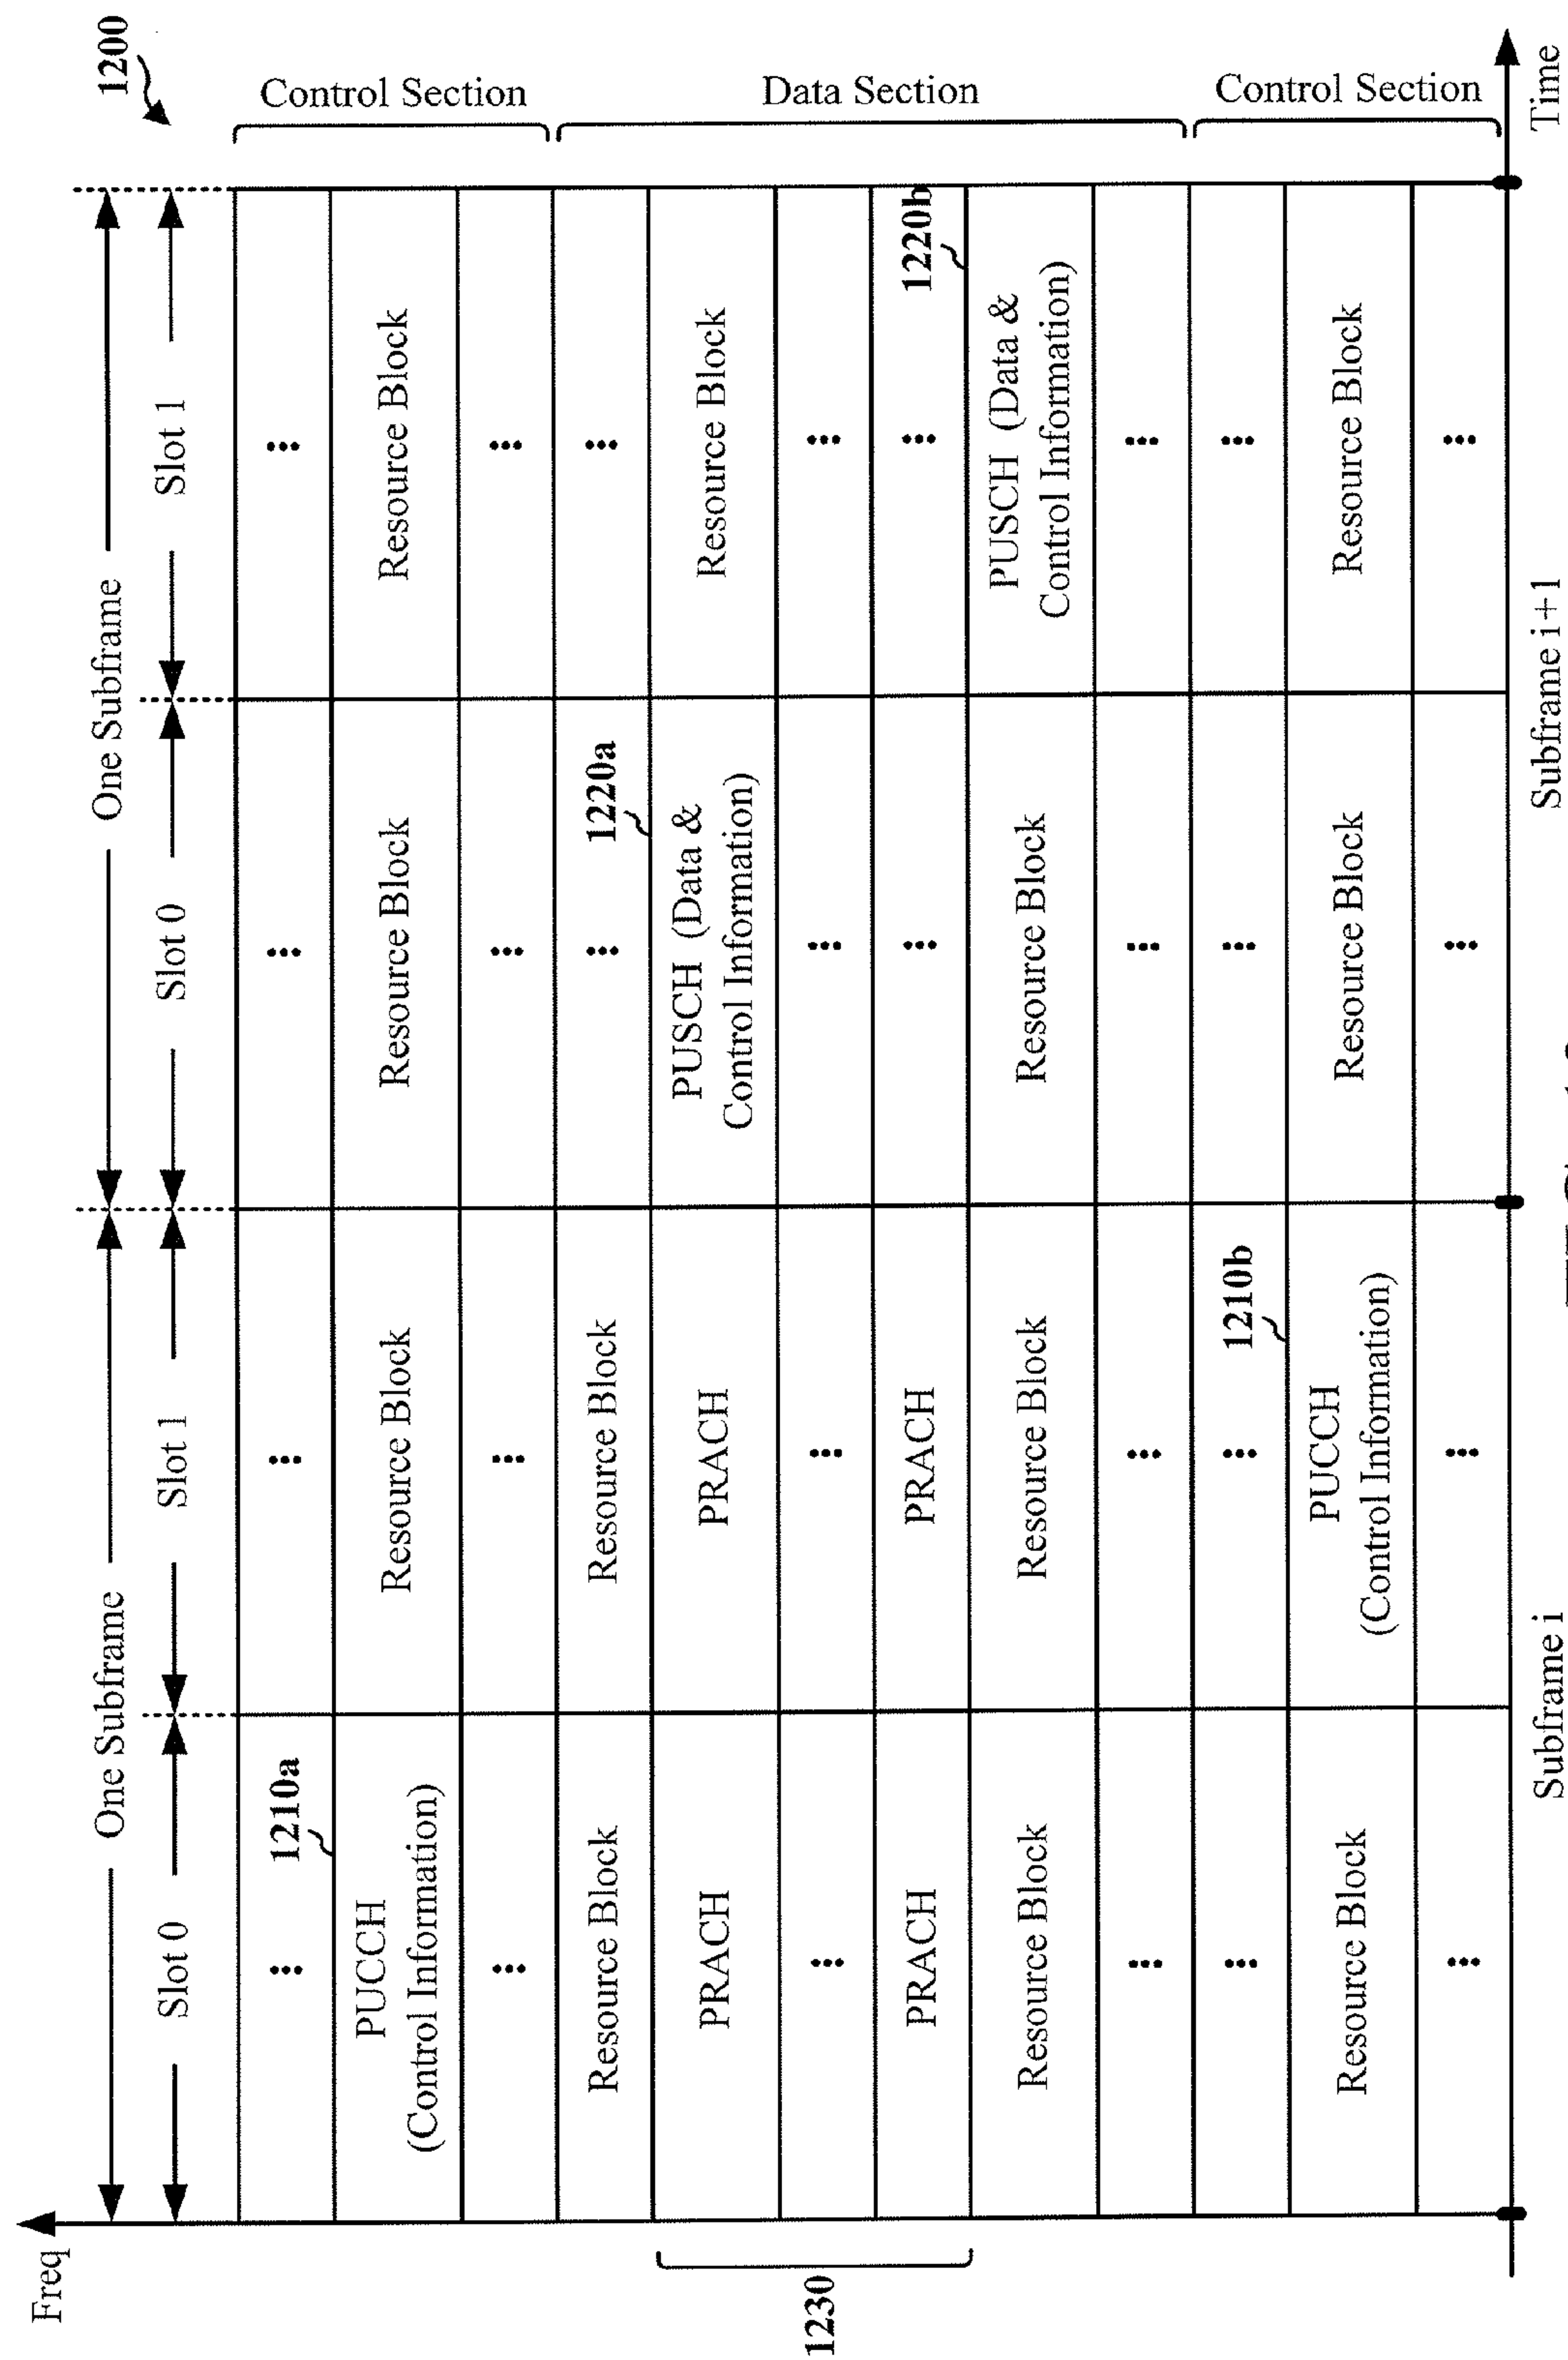 Freq
1200
One Subframe
One Subframe
Slot 0
Slot 1
Slot 0
Slot 1
1210a
PUCCH
(Control Information)
Resource Block
Resource Block
Resource Block
Control Section
Resource Block
Resource Block
1220a
PRACH
PRACH
PUSCH (Data &
Control Information)
Resource Block
1230
Data Section
PRACH
PRACH
1220b
Resource Block
Resource Block
Resource Block
PUSCH (Data &
Control Information)
1210b
Resource Block
PUCCH
(Control Information)
Resource Block
Resource Block
Control Section
Subframe i
Subframe i+1
Time